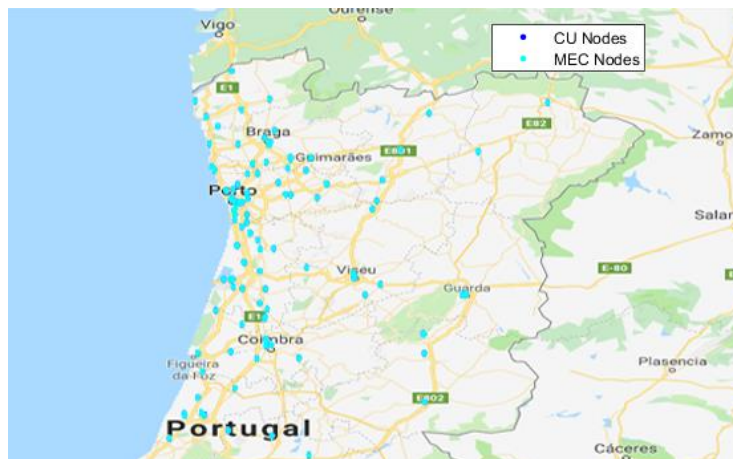 Ourense
Vigo
CU Nodes
MEC Nodes
E1
E82
Braga
Zamo
Guimarães
E801
Porto
Salar
E-80
Viseu
Guarda
E1
Coimbra
Figueira
da Foz
Plasencia
E802
Portugal
Cáceres